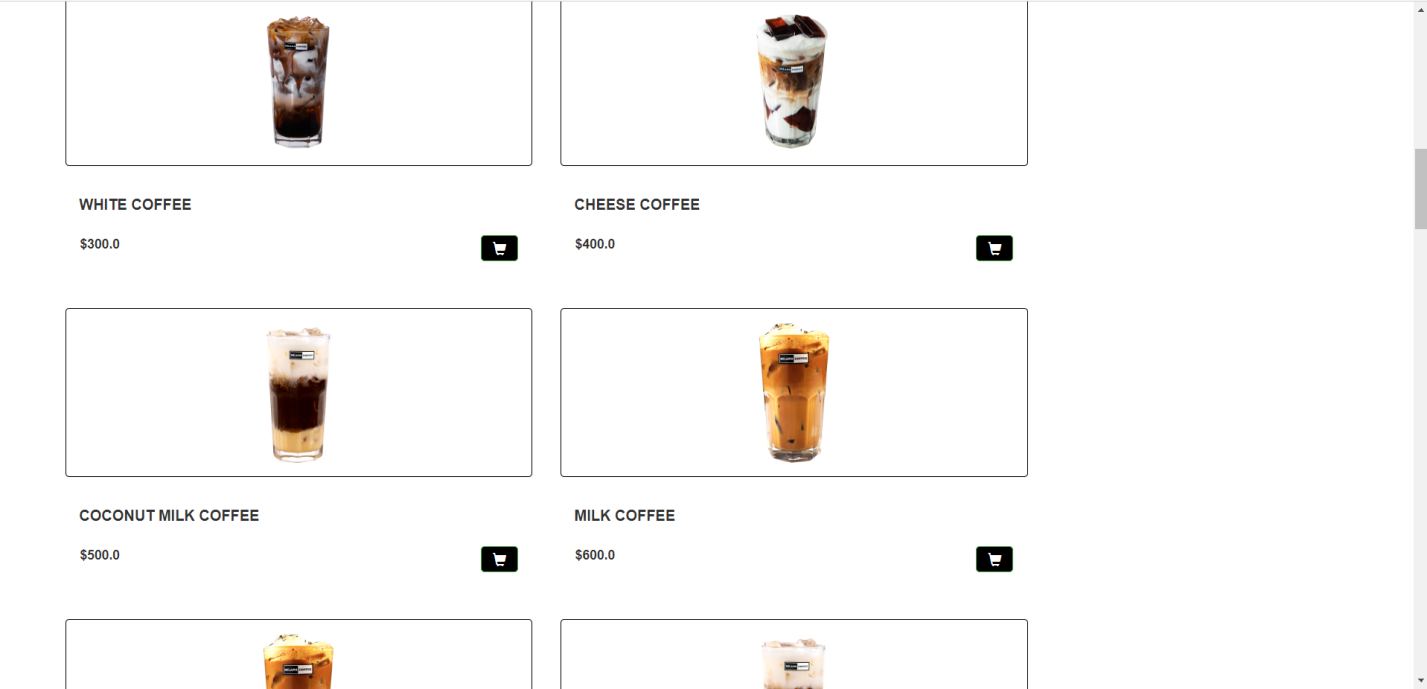 WHITE COFFEE
CHEESE COFFEE
$300.0
$400.0
COCONUT MILK COFFEE
MILK COFFEE
$500.0
$600.0